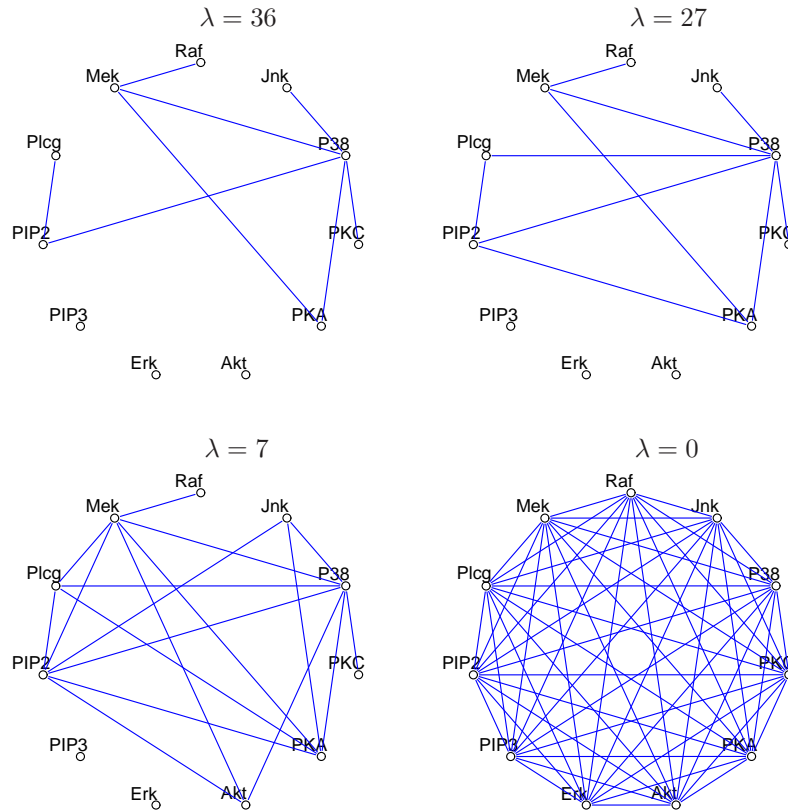 λ = 36
Raf
Mek
Jnk
Plcg
P38
PIP2
PKC
PIP3
PKA
Erk
Akt
λ = 27
Raf
Mek
Jnk
Plcg
P38
PIP2
PKC
PIP3
PKA
Erk
Akt
λ = 7
Raf
Mek
Jnk
Plcg
P38
PIP2
PKC
PIP3
PKA
Erk
Akt
λ = 0
Raf
Mek
Jnk
Plcg
P38
PIP2
PKC
PIP3
PKA
Erk
Akt